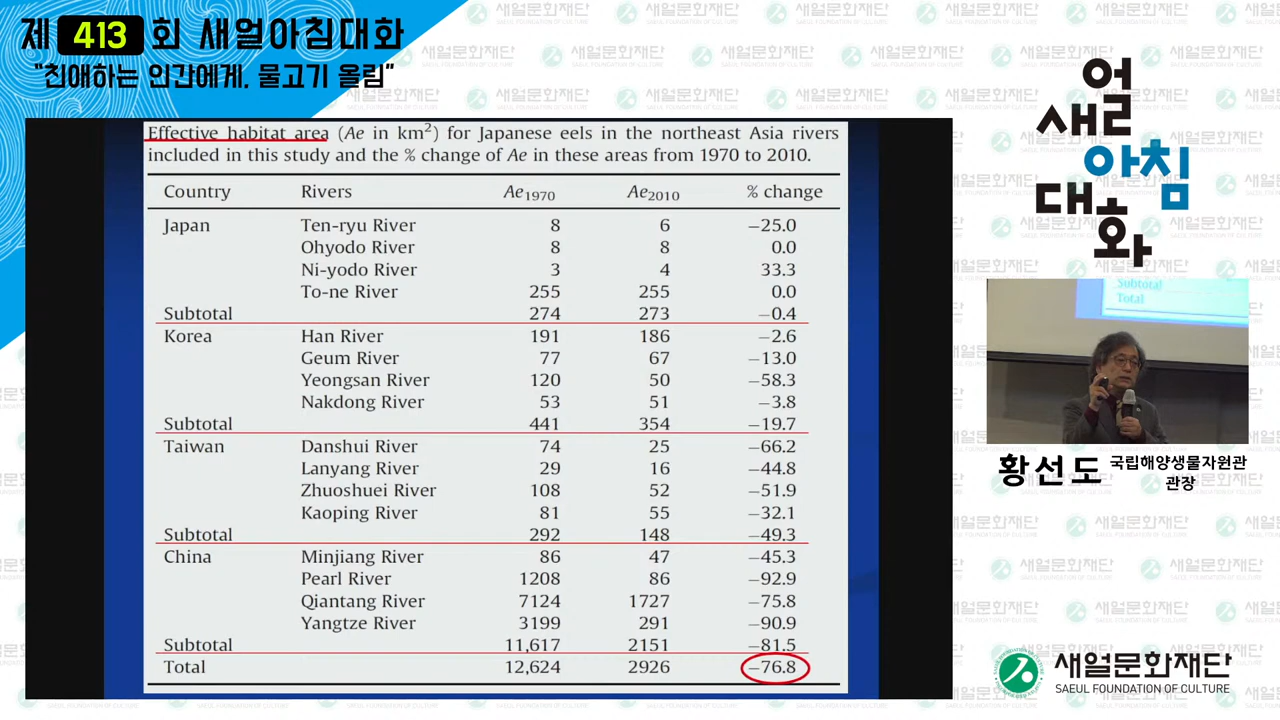 제 413 회 새얼아침대화
"친애하는 인간에게, 물고기 올림"
얼
새
아침
대
화
Effective habitat area (Ae in km²) for Japanese eels in the northeast Asia rivers
included in this study and the % change of Ae in these areas from 1970 to 2010.
Country Rivers Ae1970 Ae2010 % change
Japan Ten-ryu River 8 6 −25.0
Ohyodo River 8 8 0.0
Ni-yodo River 3 4 33.3
To-ne River 255 255 0.0
Subtotal 274 273 −0.4
Korea Han River 191 186 −2.6
Geum River 77 67 −13.0
Yeongsan River 120 50 −58.3
Nakdong River 53 51 −3.8
Subtotal 441 354 −19.7
Taiwan Danshui River 74 25 −66.2
Lanyang River 29 16 −44.8
Zhuoshuei River 108 52 −51.9
Kaoping River 81 55 −32.1
Subtotal 292 148 −49.3
China Minjiang River 86 47 −45.3
Pearl River 1208 86 −92.9
Qiantang River 7124 1727 −75.8
Yangtze River 3199 291 −90.9
Subtotal 11,617 2151 −81.5
Total 12,624 2926 −76.8
Subtotal
Total
황선도 국립해양생물자원관
관장
새얼문화재단
SAEUL FOUNDATION OF CULTURE